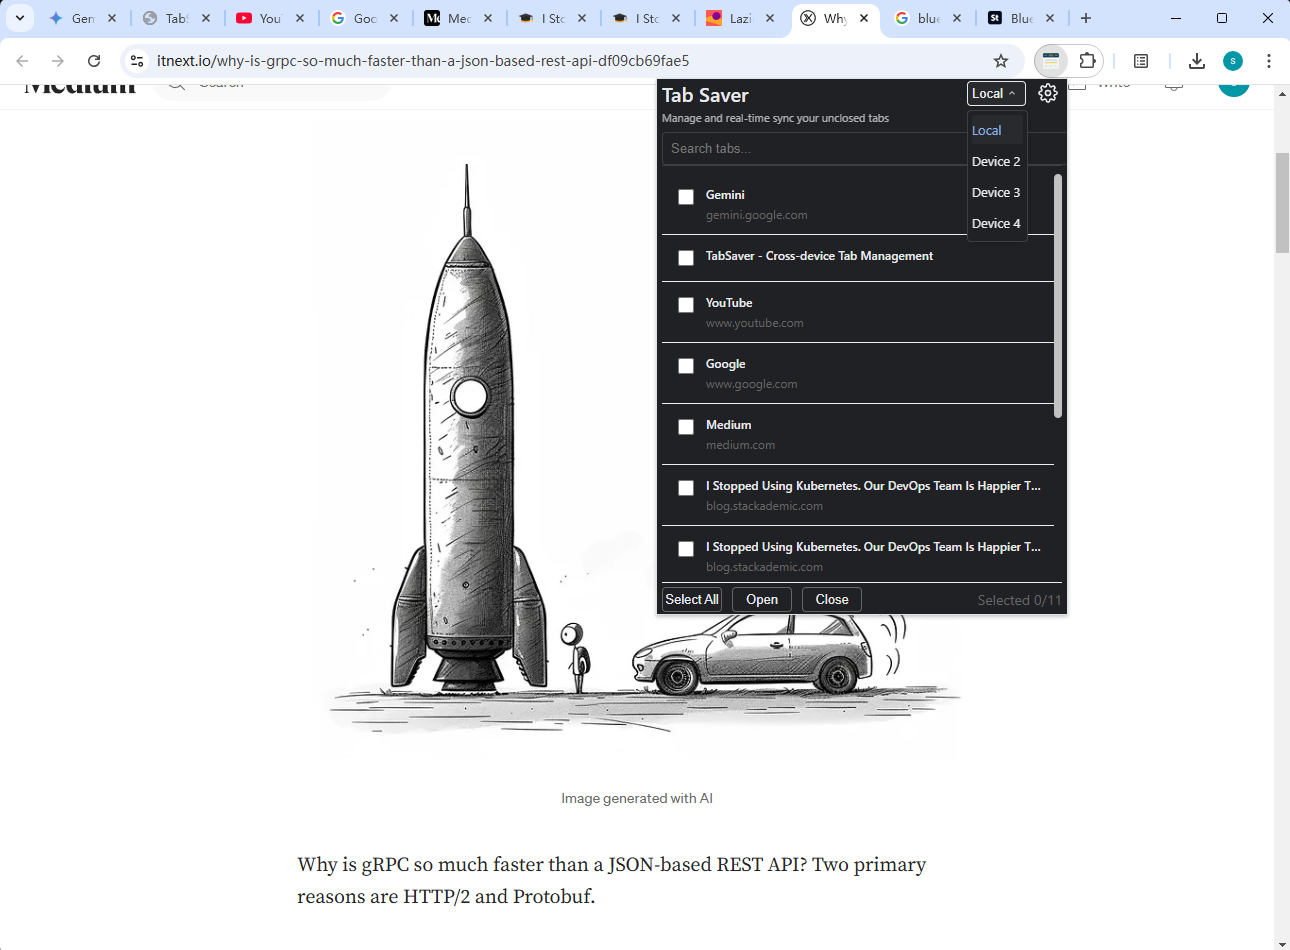 Gen
Tab
You
Goo
Mec
I Sto
I Sto
Lazi
Why
blue
St
Blue
itnext.io/why-is-grpc-so-much-faster-than-a-json-based-rest-api-df09cb69fae5
S
Medium
Search
Write
Tab Saver
Local
Manage and real-time sync your unclosed tabs
Search tabs...
Local
Device 2
Device 3
Device 4
Gemini
gemini.google.com
TabSaver - Cross-device Tab Management
YouTube
www.youtube.com
Google
www.google.com
Medium
medium.com
I Stopped Using Kubernetes. Our DevOps Team Is Happier T...
blog.stackademic.com
I Stopped Using Kubernetes. Our DevOps Team Is Happier T...
blog.stackademic.com
Select All
Open
Close
Selected 0/11
Image generated with AI
Why is gRPC so much faster than a JSON-based REST API? Two primary
reasons are HTTP/2 and Protobuf.